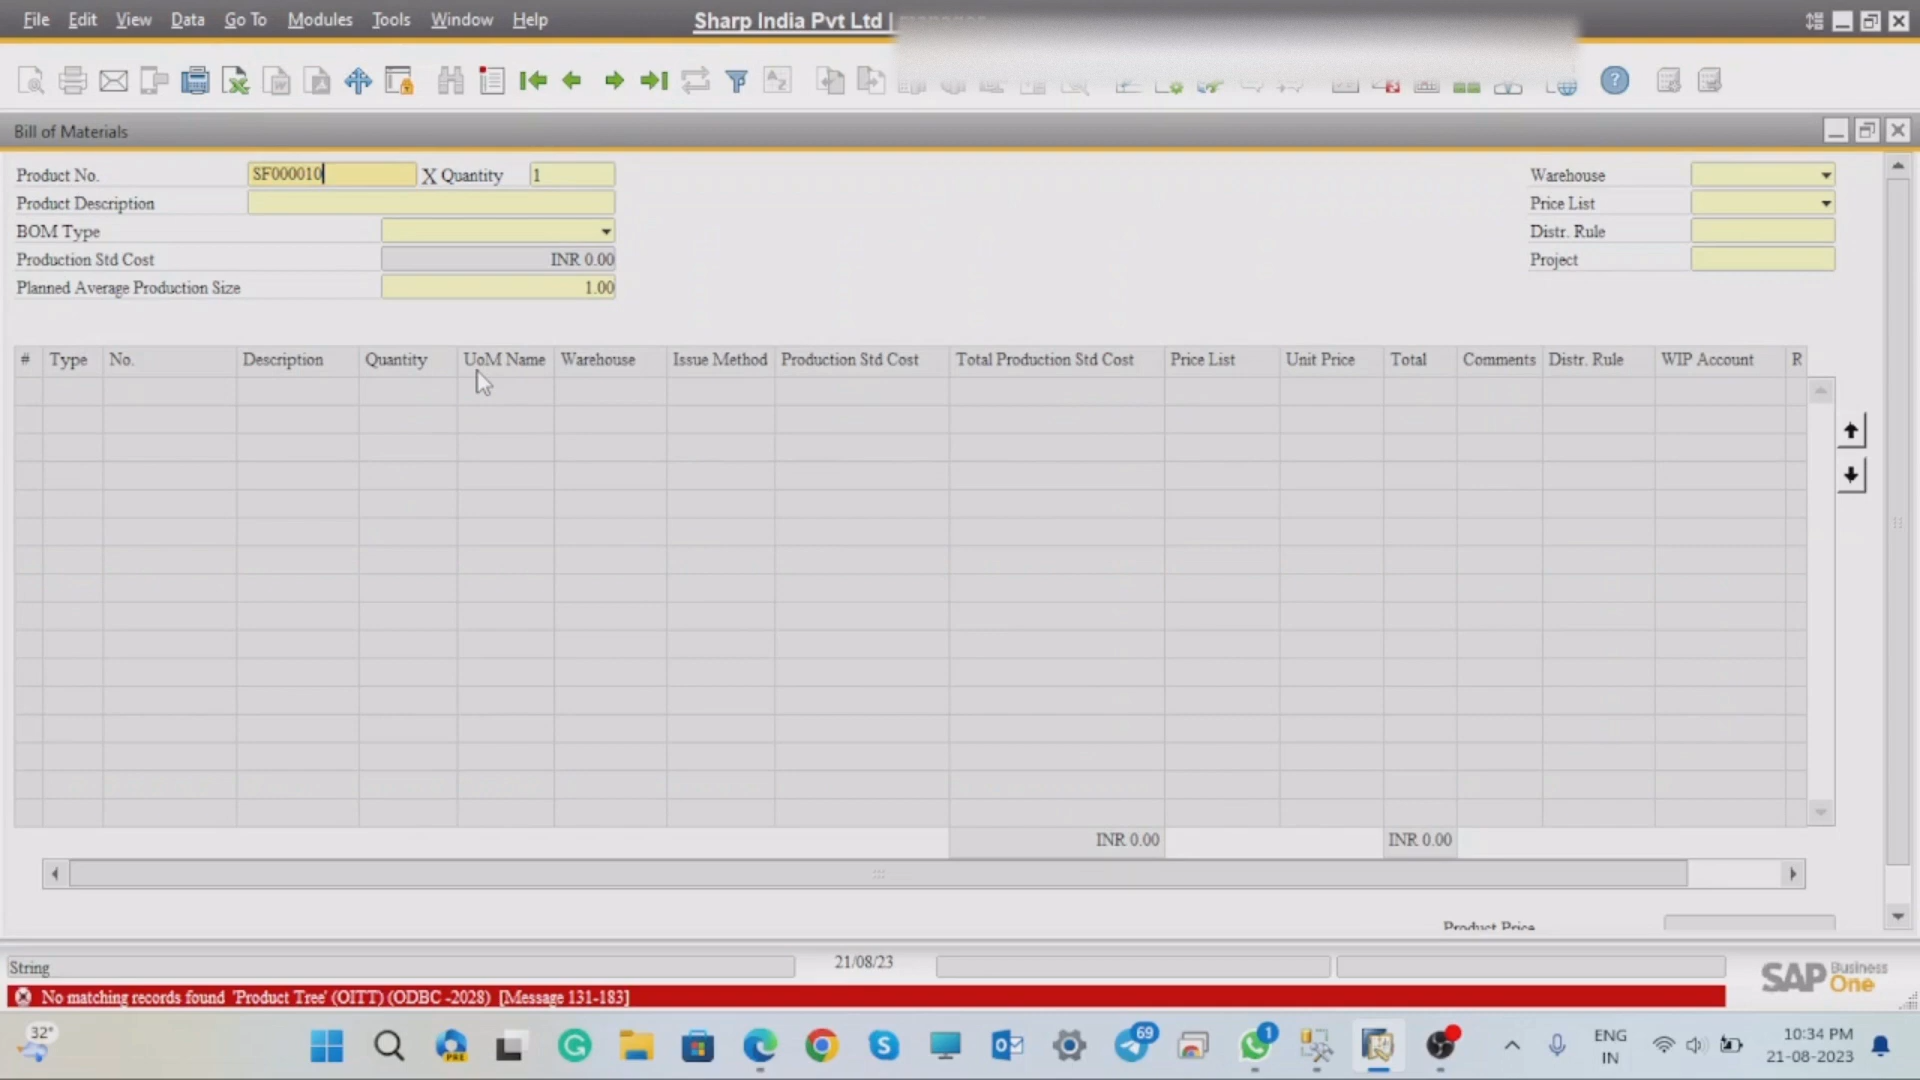 File Edit View Data Go To Modules Tools Window Help Sharp India Pvt Ltd |
Bill of Materials
Product No. SF000010 X Quantity 1 Warehouse
Product Description Price List
BOM Type Distr. Rule
Production Std Cost INR 0.00 Project
Planned Average Production Size 1.00
# Type No. Description Quantity UoM Name Warehouse Issue Method Production Std Cost Total Production Std Cost Price List Unit Price Total Comments Distr. Rule WIP Account R
INR 0.00 INR 0.00
Product Price
String 21/08/23 SAP Business One
No matching records found 'Product Tree' (OITT) (ODBC -2028) [Message 131-183]
32° PRE 69 1 ENG 10:34 PM
IN 21-08-2023